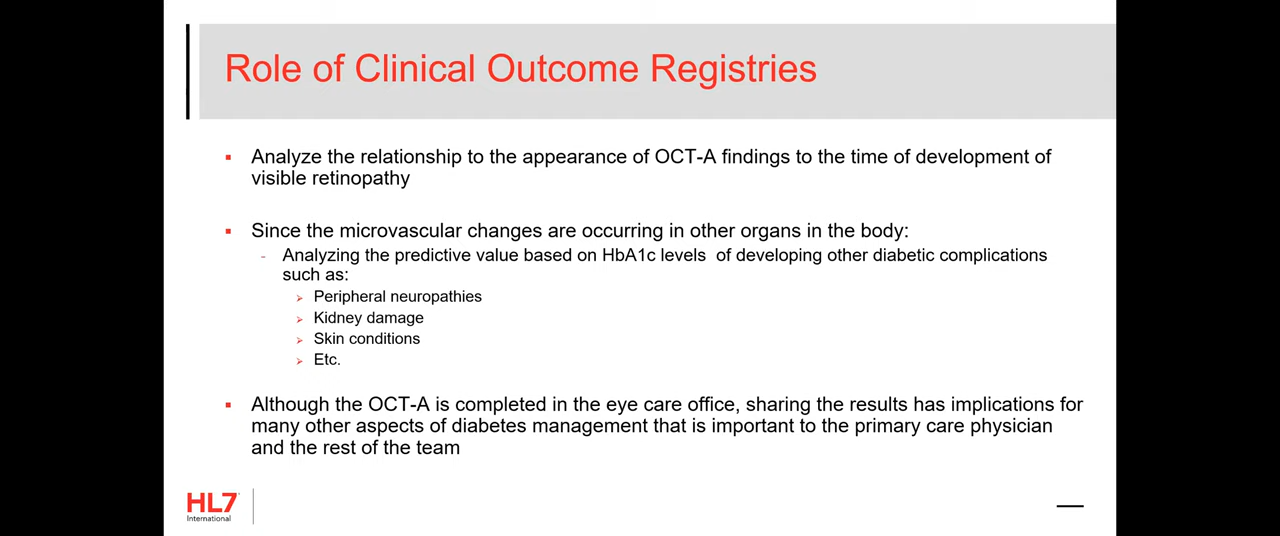 Role of Clinical Outcome Registries
▪ Analyze the relationship to the appearance of OCT-A findings to the time of development of
visible retinopathy
▪ Since the microvascular changes are occurring in other organs in the body:
- Analyzing the predictive value based on HbA1c levels  of developing other diabetic complications
such as:
➢ Peripheral neuropathies
➢ Kidney damage
➢ Skin conditions
➢ Etc.
▪ Although the OCT-A is completed in the eye care office, sharing the results has implications for
many other aspects of diabetes management that is important to the primary care physician
and the rest of the team
HL7
International